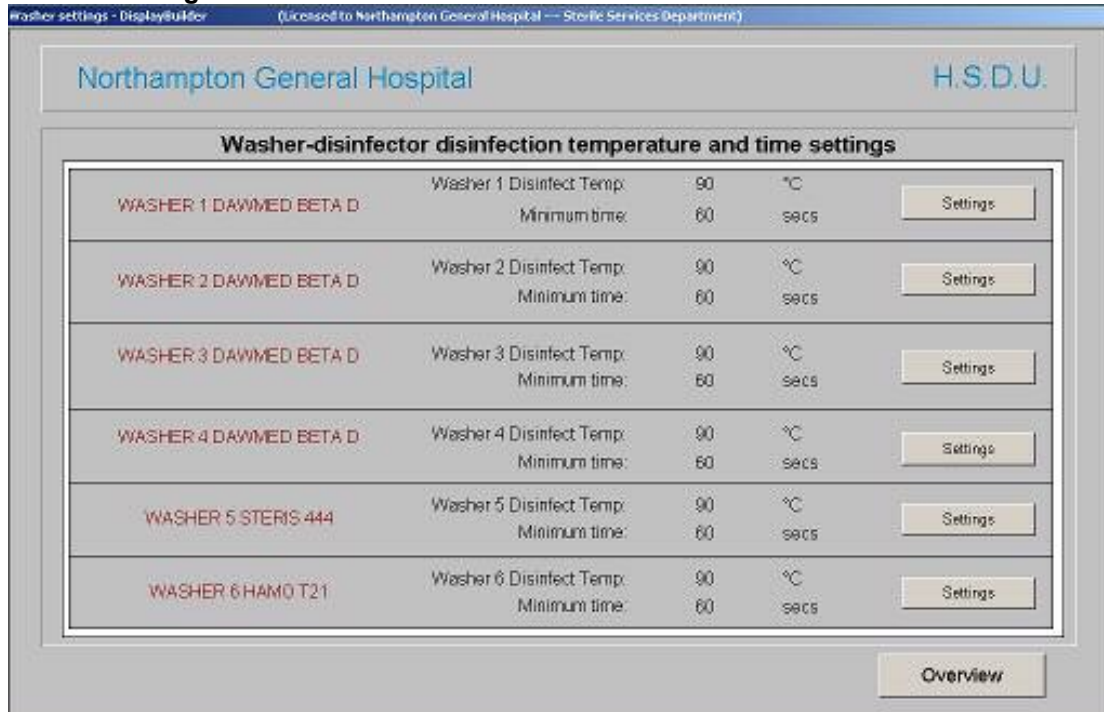 Washer settings - DisplayBuilder (Licensed to Northampton General Hospital --- Sterile Services Department)
Northampton General Hospital H.S.D.U.
Washer-disinfector disinfection temperature and time settings
WASHER 1 DAWMED BETA D Washer 1 Disinfect Temp: 90 °C Settings
Minimum time: 60 secs
WASHER 2 DAWMED BETA D Washer 2 Disinfect Temp: 90 °C Settings
Minimum time: 60 secs
WASHER 3 DAWMED BETA D Washer 3 Disinfect Temp: 90 °C Settings
Minimum time: 60 secs
WASHER 4 DAWMED BETA D Washer 4 Disinfect Temp: 90 °C Settings
Minimum time: 60 secs
WASHER 5 STERIS 444 Washer 5 Disinfect Temp: 90 °C Settings
Minimum time: 60 secs
WASHER 6 HAMO T21 Washer 6 Disinfect Temp: 90 °C Settings
Minimum time: 60 secs
Overview